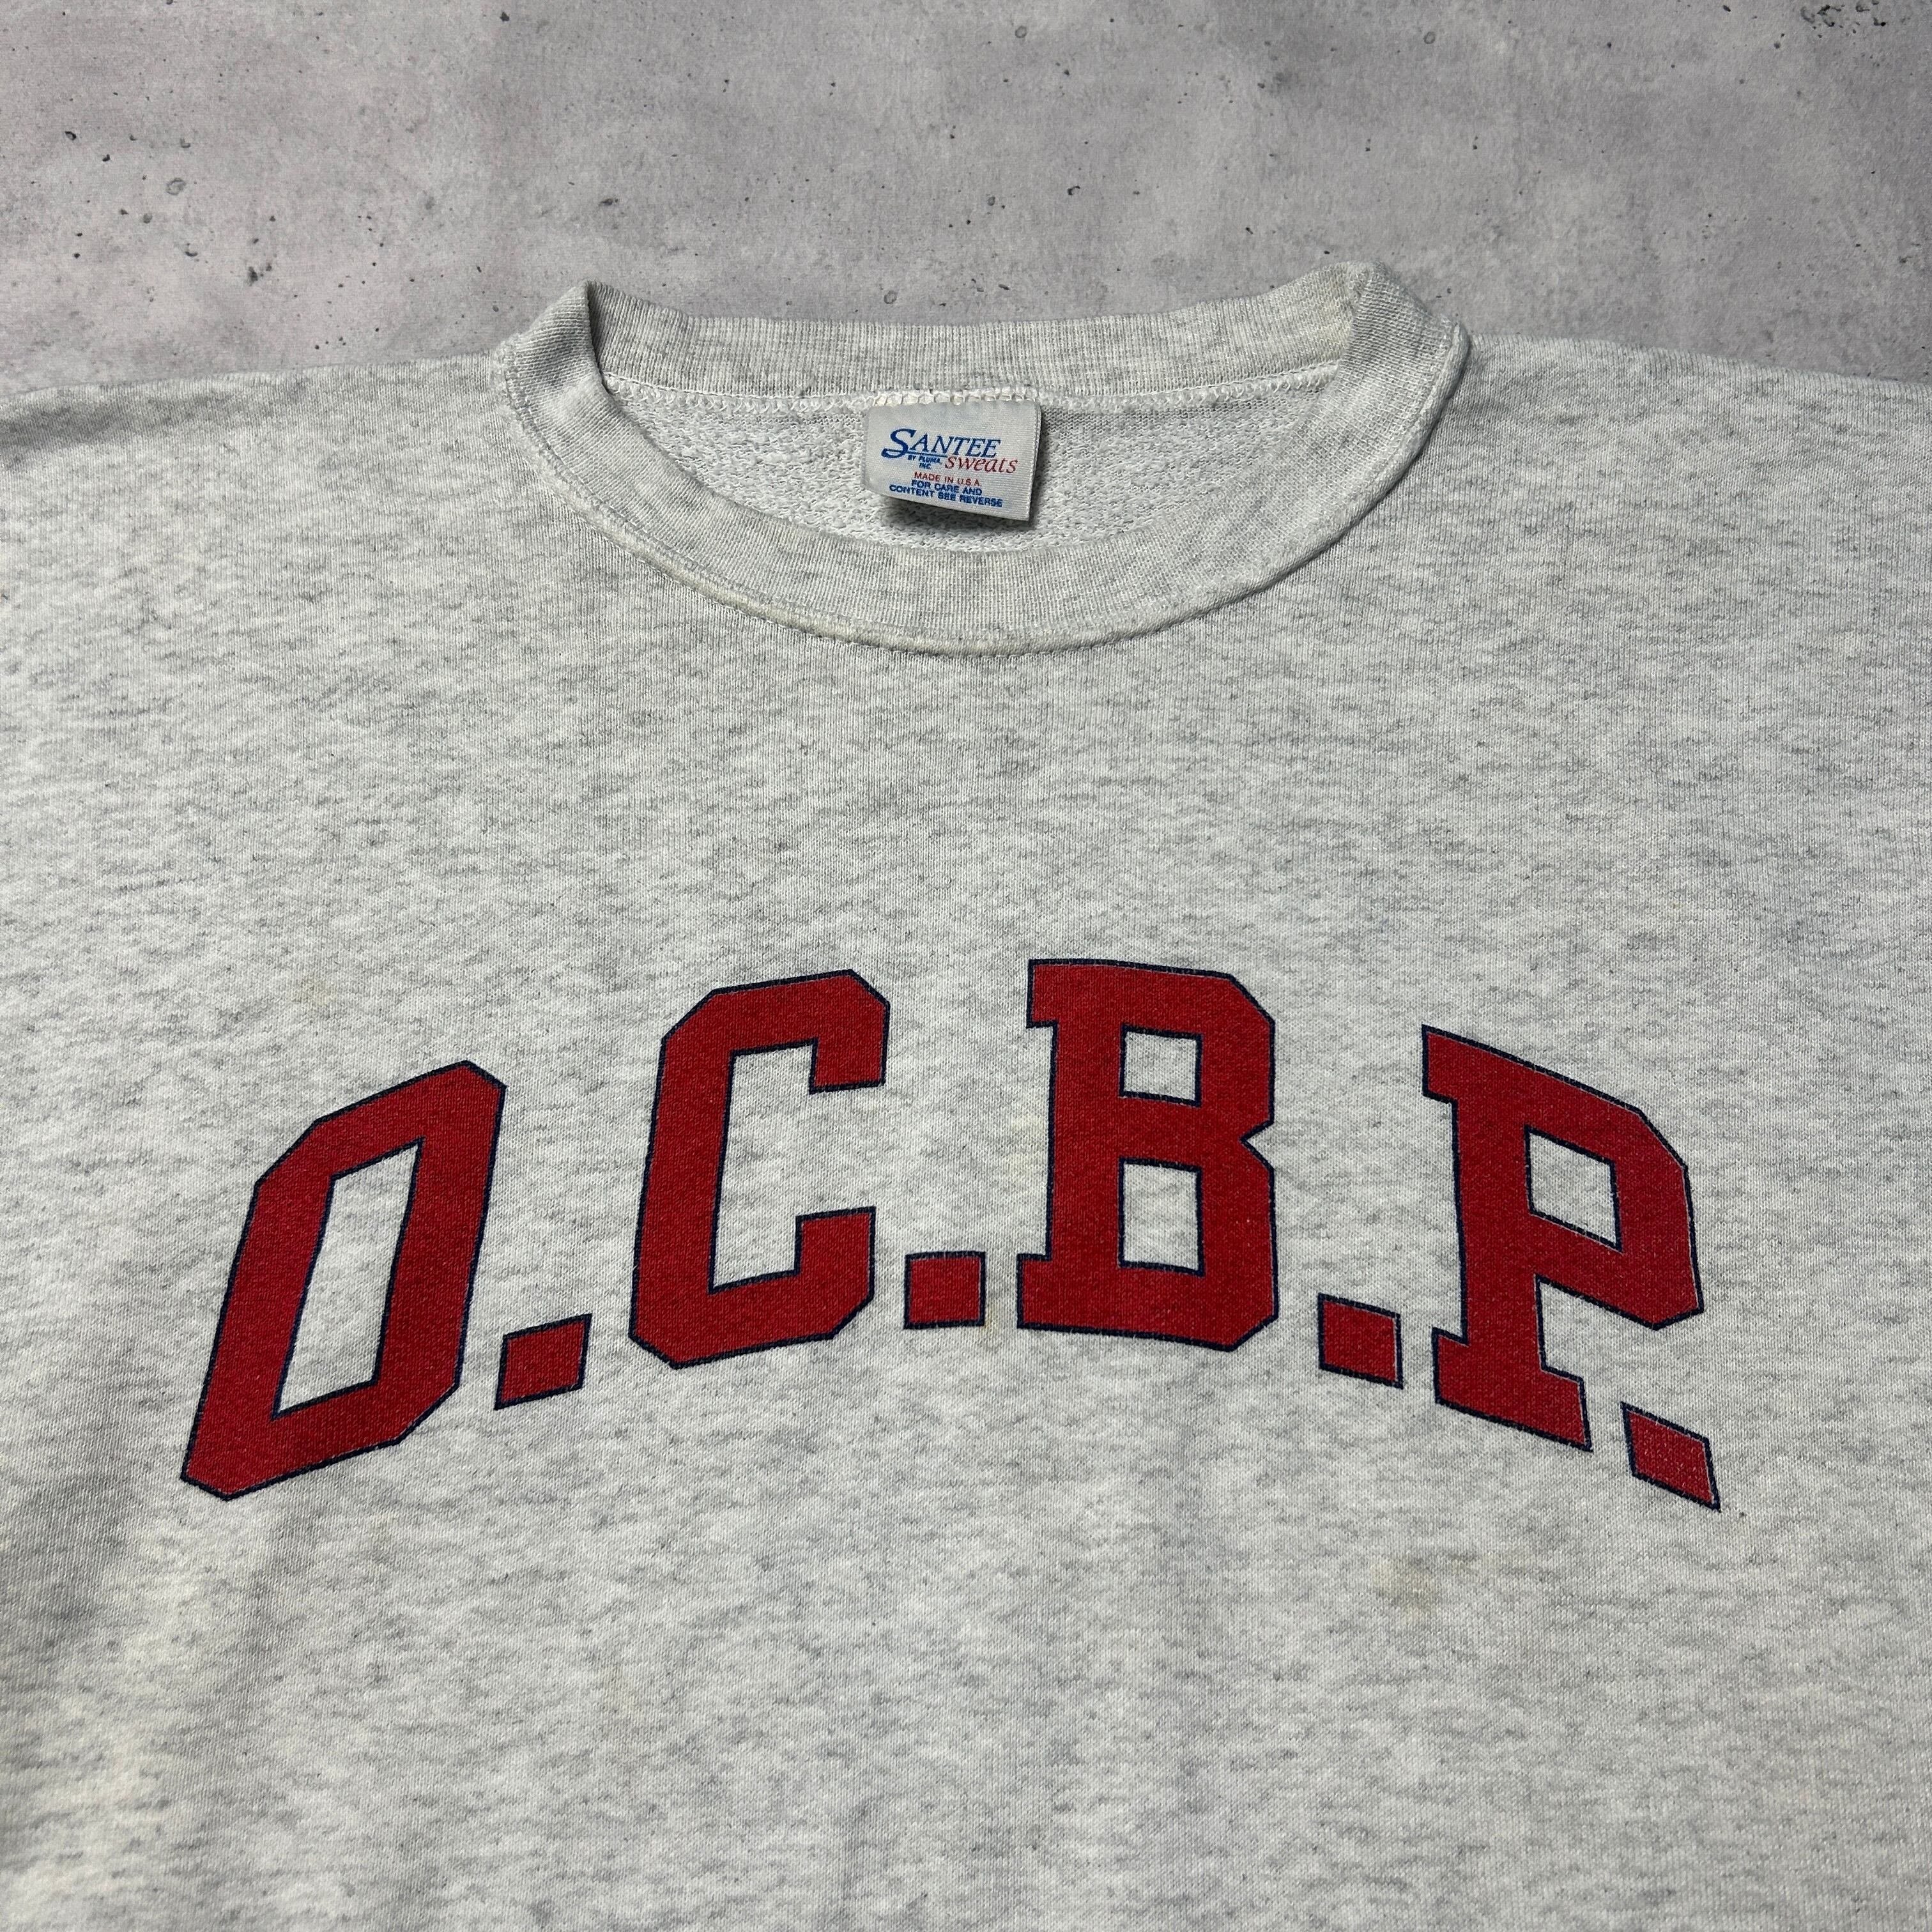 SANTEE
BY PLUMA, INC. sweats
MADE IN U.S.A.
FOR CARE AND
CONTENT SEE REVERSE
O.C.B.P.